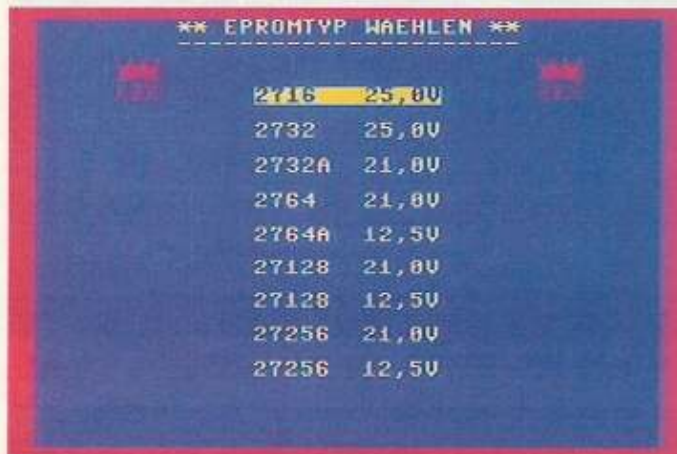 ** EPROMTYP WAEHLEN **
2716 25,0V
2732 25,0V
2732A 21,0V
2764 21,0V
2764A 12,5V
27128 21,0V
27128 12,5V
27256 21,0V
27256 12,5V